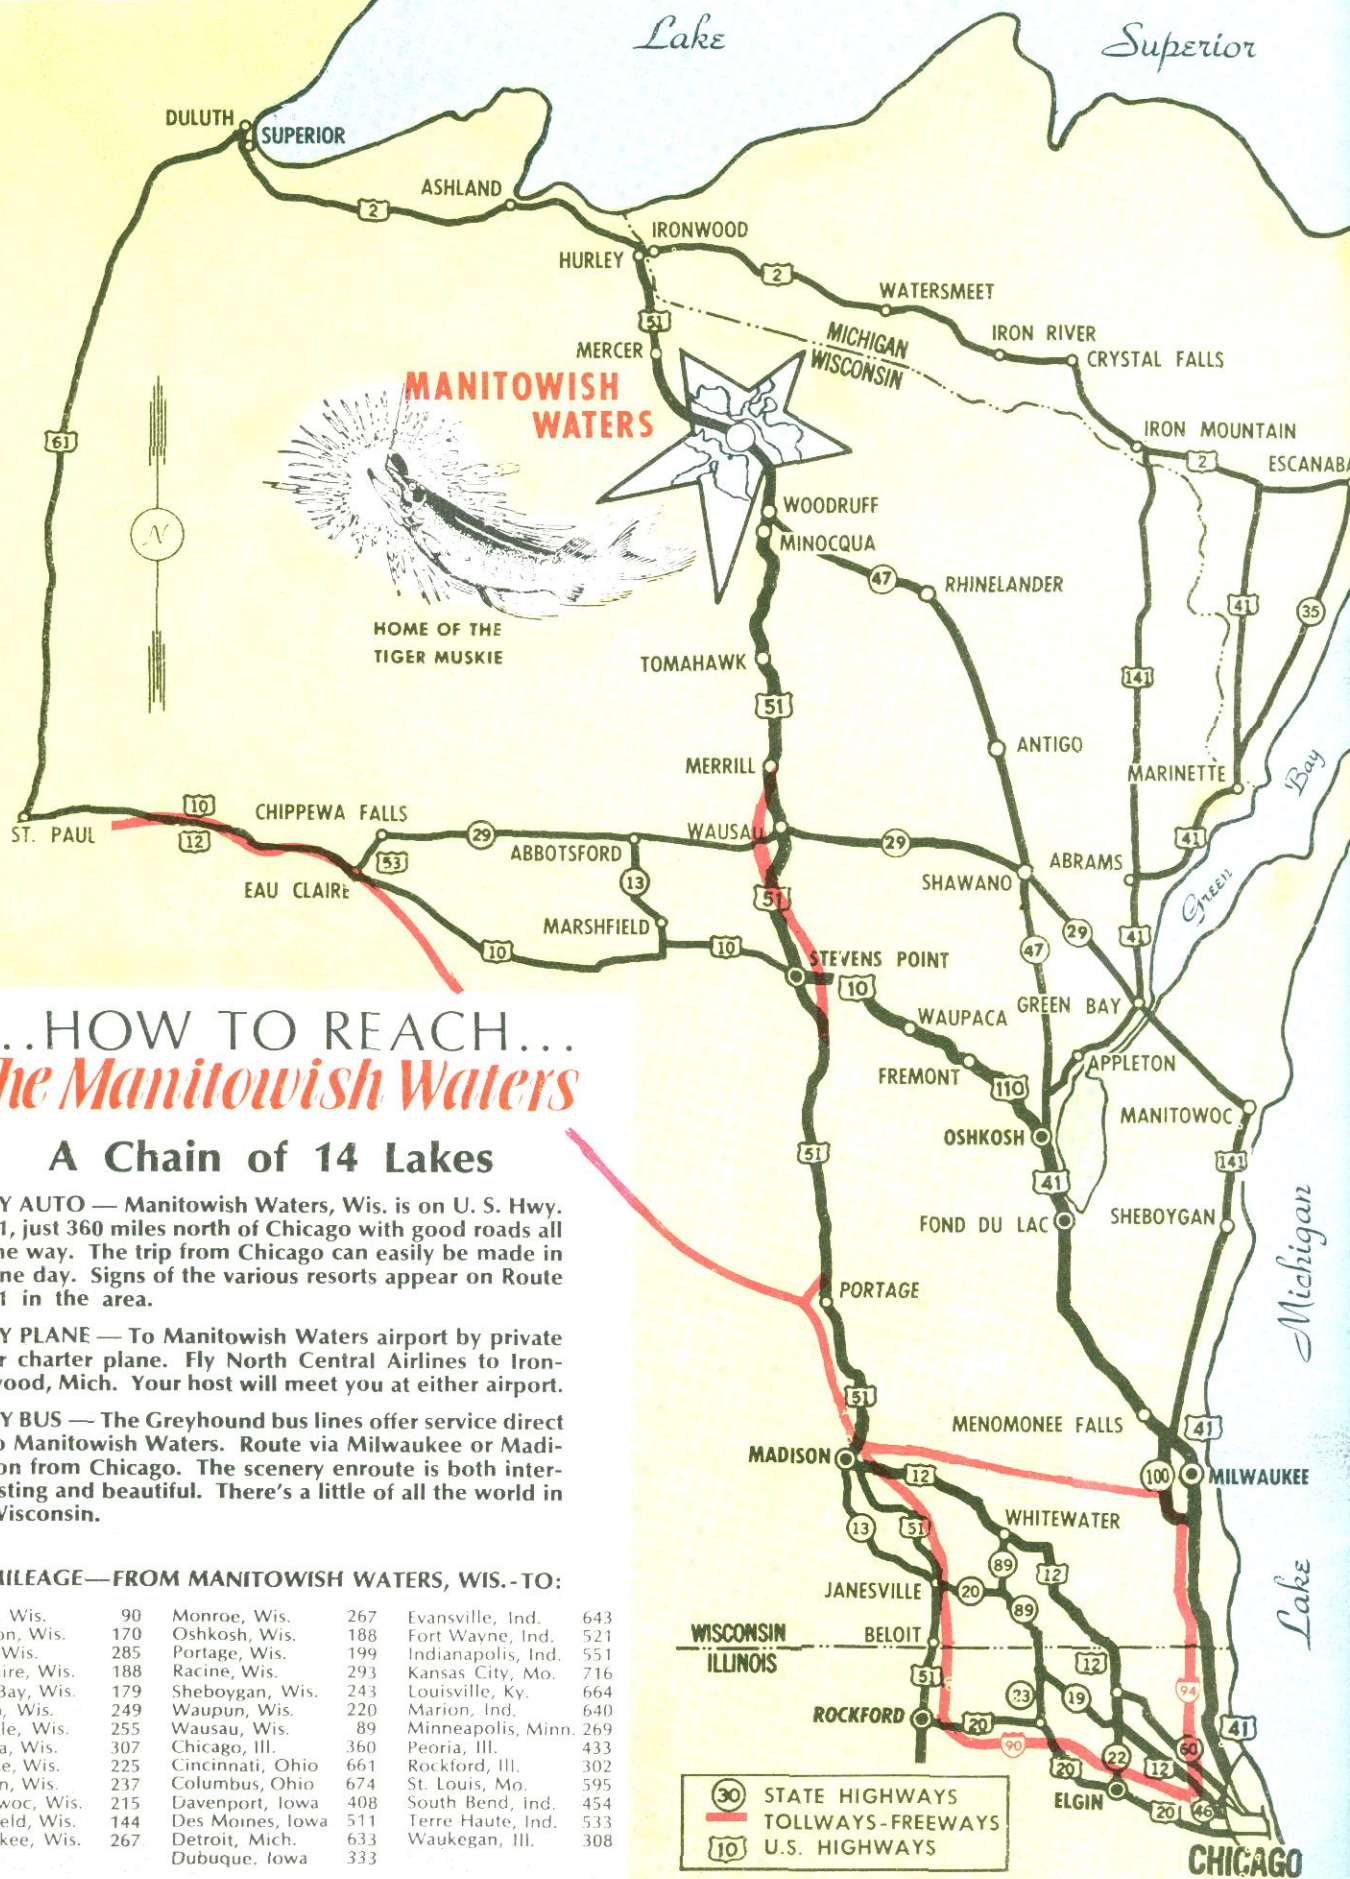 Lake Superior
DULUTH
SUPERIOR
ASHLAND
2
IRONWOOD
HURLEY
2
WATERSMEET
51
MICHIGAN
WISCONSIN
IRON RIVER
CRYSTAL FALLS
MERCER
MANITOWISH
WATERS
61
IRON MOUNTAIN
2
ESCANABA
N
WOODRUFF
MINOCQUA
47
RHINELANDER
41
35
HOME OF THE
TIGER MUSKIE
TOMAHAWK
141
51
ANTIGO
MERRILL
MARINETTE
Bay
10
12
ST. PAUL
CHIPPEWA FALLS
29
53
ABBOTSFORD
WAUSAU
29
41
ABRAMS
EAU CLAIRE
13
SHAWANO
51
Green
MARSHFIELD
10
10
29
41
47
STEVENS POINT
10
WAUPACA
GREEN BAY
FREMONT
110
APPLETON
MANITOWOC
OSHKOSH
51
141
41
FOND DU LAC
SHEBOYGAN
Michigan
PORTAGE
..HOW TO REACH...
he Manitowish Waters
A Chain of 14 Lakes
Y AUTO — Manitowish Waters, Wis. is on U. S. Hwy.
1, just 360 miles north of Chicago with good roads all
he way. The trip from Chicago can easily be made in
ne day. Signs of the various resorts appear on Route
1 in the area.
Y PLANE — To Manitowish Waters airport by private
r charter plane. Fly North Central Airlines to Iron-
wood, Mich. Your host will meet you at either airport.
Y BUS — The Greyhound bus lines offer service direct
o Manitowish Waters. Route via Milwaukee or Madi-
on from Chicago. The scenery enroute is both inter-
sting and beautiful. There's a little of all the world in
Wisconsin.
MILEAGE—FROM MANITOWISH WATERS, WIS.-TO:
Wis. 90 Monroe, Wis. 267 Evansville, Ind. 643
on, Wis. 170 Oshkosh, Wis. 188 Fort Wayne, Ind. 521
Wis. 285 Portage, Wis. 199 Indianapolis, Ind. 551
ire, Wis. 188 Racine, Wis. 293 Kansas City, Mo. 716
Bay, Wis. 179 Sheboygan, Wis. 243 Louisville, Ky. 664
, Wis. 249 Waupun, Wis. 220 Marion, Ind. 640
le, Wis. 255 Wausau, Wis. 89 Minneapolis, Minn. 269
a, Wis. 307 Chicago, Ill. 360 Peoria, Ill. 433
e, Wis. 225 Cincinnati, Ohio 661 Rockford, Ill. 302
n, Wis. 237 Columbus, Ohio 674 St. Louis, Mo. 595
woc, Wis. 215 Davenport, Iowa 408 South Bend, Ind. 454
eld, Wis. 144 Des Moines, Iowa 511 Terre Haute, Ind. 533
kee, Wis. 267 Detroit, Mich. 633 Waukegan, Ill. 308
Dubuque, Iowa 333
51
MENOMONEE FALLS
41
MADISON
12
100
MILWAUKEE
13
51
WHITEWATER
89
12
JANESVILLE
20
89
Lake
BELOIT
WISCONSIN
ILLINOIS
12
51
23
19
94
ROCKFORD
20
90
41
60
22
20
12
ELGIN
20
46
CHICAGO
30 STATE HIGHWAYS
TOLLWAYS-FREEWAYS
10 U.S. HIGHWAYS